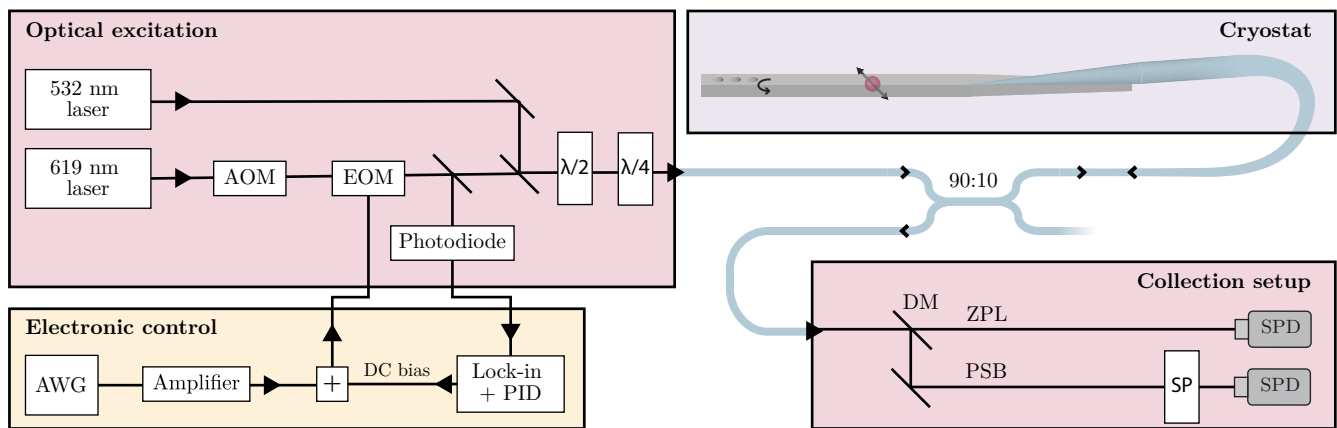 Optical excitation
532 nm
laser
619 nm
laser
AOM
EOM
λ/2
λ/4
Photodiode
Electronic control
AWG
Amplifier
+
DC bias
Lock-in
+ PID
Cryostat
90:10
Collection setup
DM
ZPL
SPD
PSB
SP
SPD